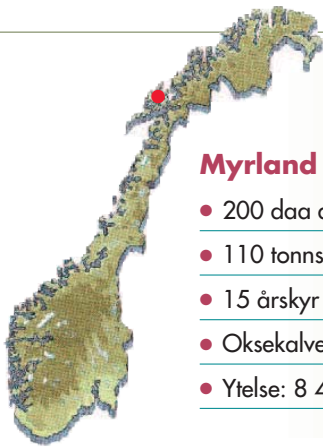 Myrland
• 200 daa
• 110 tonns
• 15 årskyr
• Oksekalve
• Ytelse: 8 4